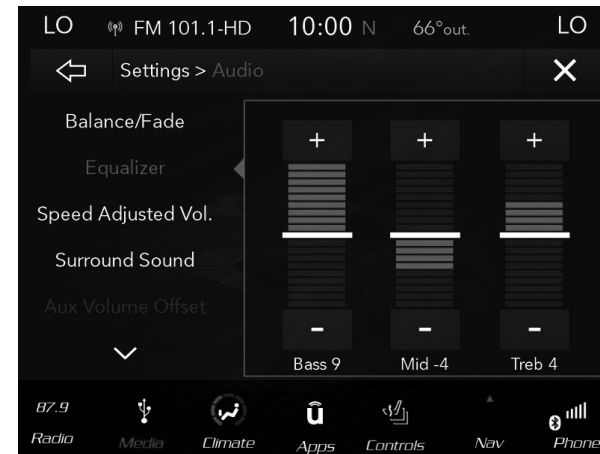 LO FM 101.1-HD 10:00 N 66°out. LO
Settings > Audio
Balance/Fade
Equalizer
Speed Adjusted Vol.
Surround Sound
Aux Volume Offset
+ + +
- - -
Bass 9 Mid -4 Treb 4
87.9 û
Radio Media Climate Apps Controls Nav Phone